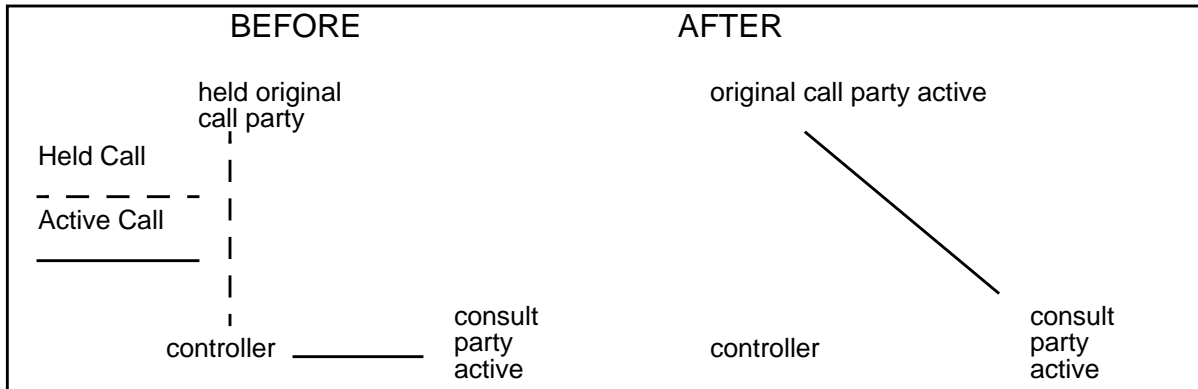 BEFORE
AFTER
held original
call party
original call party active
Held Call
Active Call
controller
consult
party
active
controller
consult
party
active